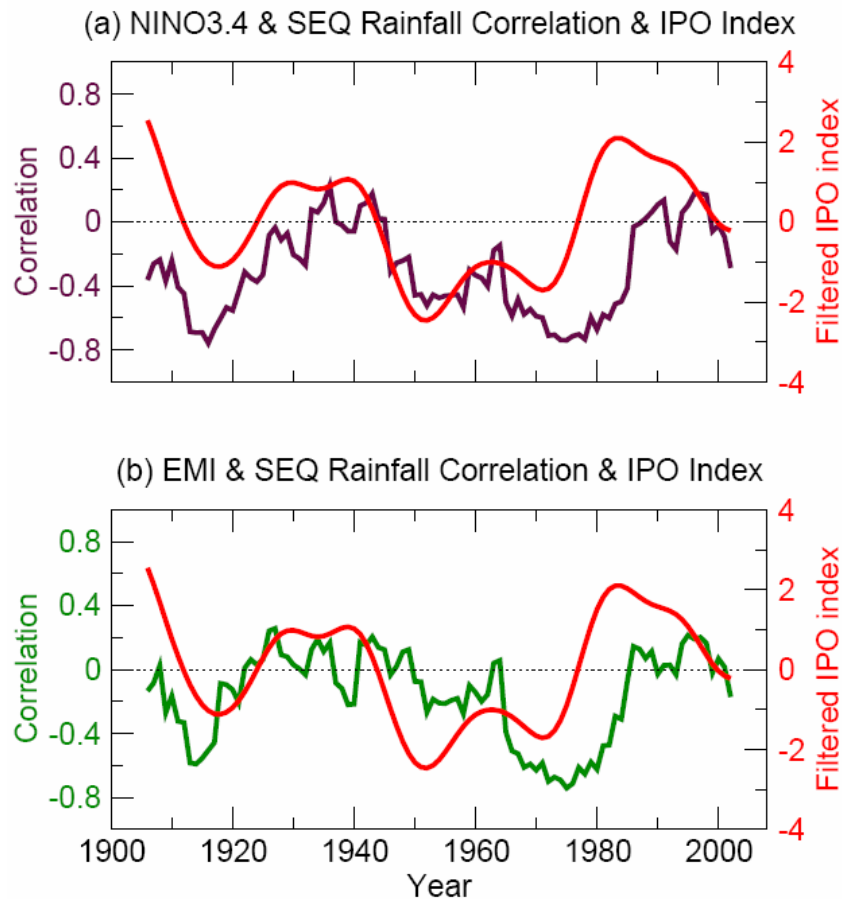 (a) NINO3.4 & SEQ Rainfall Correlation & IPO Index
4
0.8
2
0.4
0
0
-0.4
-2
-0.8
-4
Correlation
Filtered IPO index
(b) EMI & SEQ Rainfall Correlation & IPO Index
4
0.8
2
0.4
0
0
-0.4
-2
-0.8
-4
Correlation
Filtered IPO index
1900 1920 1940 1960 1980 2000
Year